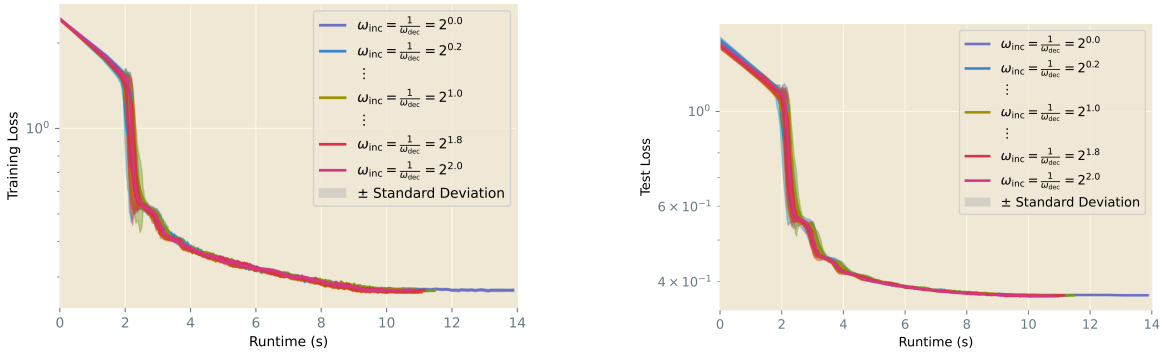 Training Loss
10⁰
ω_inc = 1/ω_dec = 2^0.0
ω_inc = 1/ω_dec = 2^0.2
⋮
ω_inc = 1/ω_dec = 2^1.0
⋮
ω_inc = 1/ω_dec = 2^1.8
ω_inc = 1/ω_dec = 2^2.0
± Standard Deviation
0 2 4 6 8 10 12 14
Runtime (s)
Test Loss
10⁰
6 × 10⁻¹
4 × 10⁻¹
ω_inc = 1/ω_dec = 2^0.0
ω_inc = 1/ω_dec = 2^0.2
⋮
ω_inc = 1/ω_dec = 2^1.0
⋮
ω_inc = 1/ω_dec = 2^1.8
ω_inc = 1/ω_dec = 2^2.0
± Standard Deviation
0 2 4 6 8 10 12 14
Runtime (s)